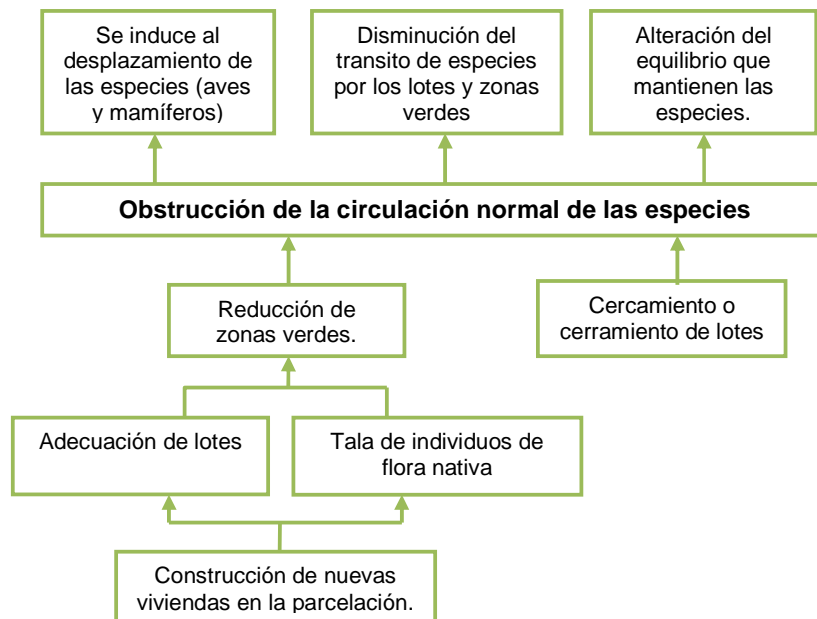 Se induce al
desplazamiento de
las especies (aves
y mamíferos)
Disminución del
transito de especies
por los lotes y zonas
verdes
Alteración del
equilibrio que
mantienen las
especies.
Obstrucción de la circulación normal de las especies
Reducción de
zonas verdes.
Cercamiento o
cerramiento de lotes
Adecuación de lotes
Tala de individuos de
flora nativa
Construcción de nuevas
viviendas en la parcelación.